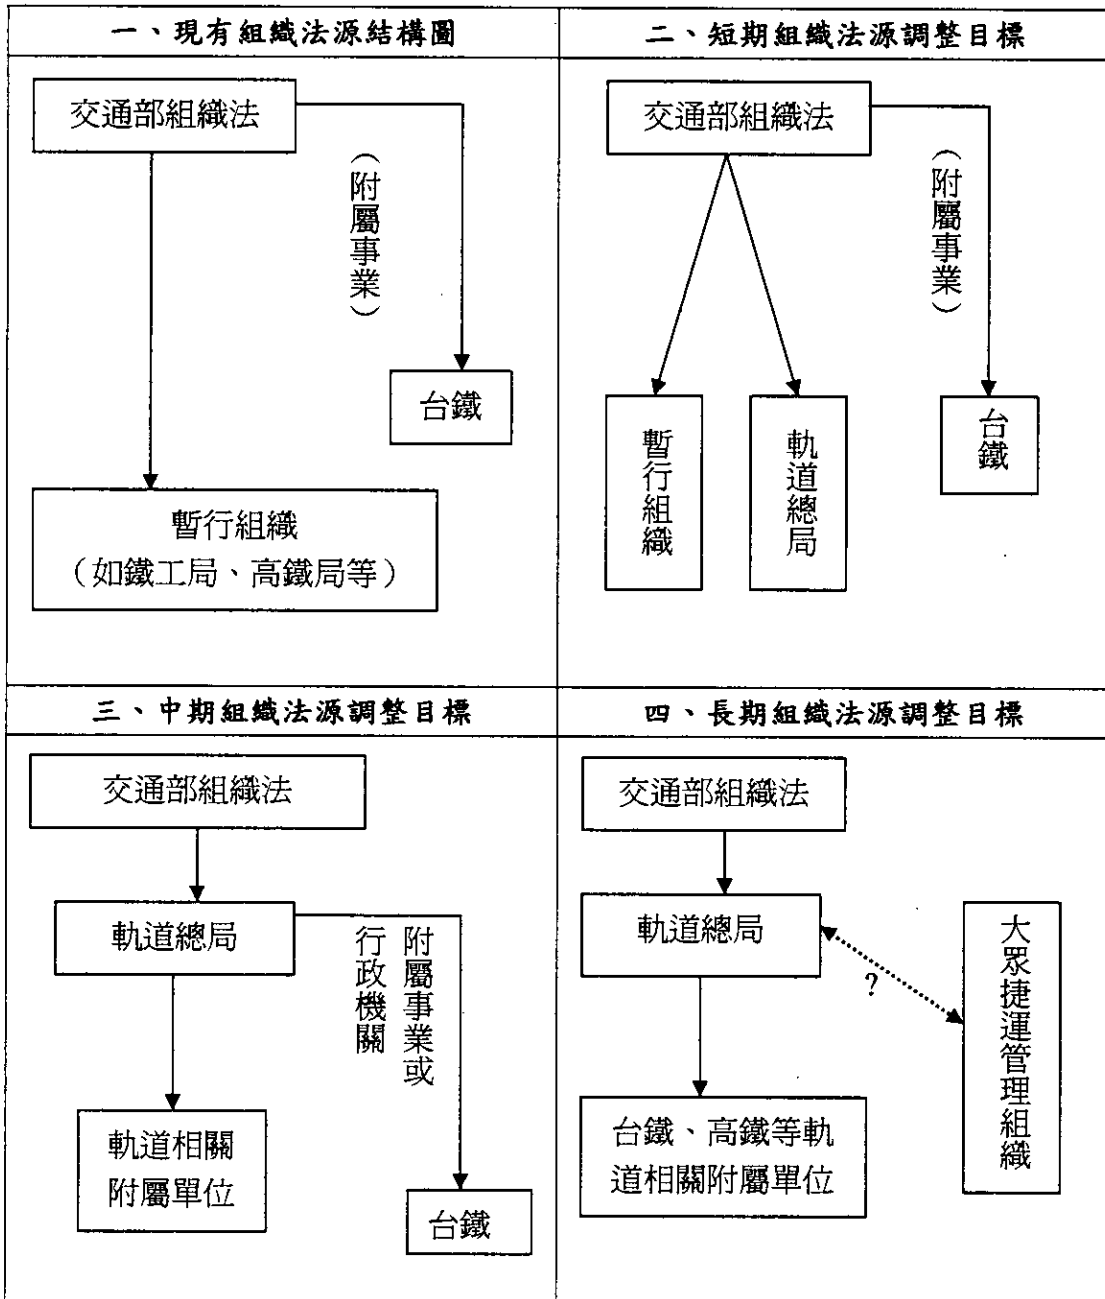 一、現有組織法源結構圖
交通部組織法
（附屬事業）
台鐵
暫行組織
（如鐵工局、高鐵局等）
二、短期組織法源調整目標
交通部組織法
（附屬事業）
暫行組織
軌道總局
台鐵
三、中期組織法源調整目標
交通部組織法
軌道總局
附屬事業或
行政機關
軌道相關
附屬單位
台鐵
四、長期組織法源調整目標
交通部組織法
軌道總局
?
大眾捷運管理組織
台鐵、高鐵等軌
道相關附屬單位